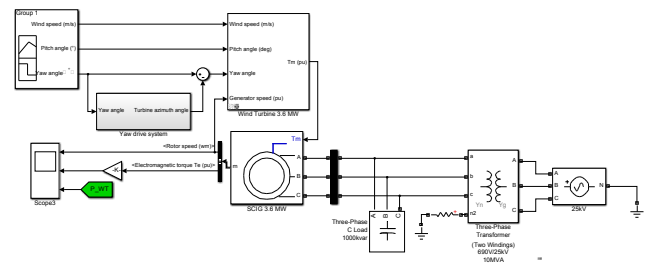 Group 1
Wind speed (m/s)
Pitch angle (°)
Yaw angle
Wind speed (m/s)
Pitch angle (deg)
Yaw angle
Generator speed (pu)
Tm (pu)
Wind Turbine 3.6 MW
Yaw angle
Turbine azimuth angle
Yaw drive system
<Rotor speed (wm)>
<Electromagnetic torque Te (pu)>
-K-
P_WT
Scope3
Tm
m
A
B
C
SCIG 3.6 MW
A
B
C
Three-Phase
C Load
1000kvar
a
b
c
n2
A
B
C
Yn
Yg
Three-Phase
Transformer
(Two Windings)
690V/25kV
10MVA
A
B
C
N
25kV